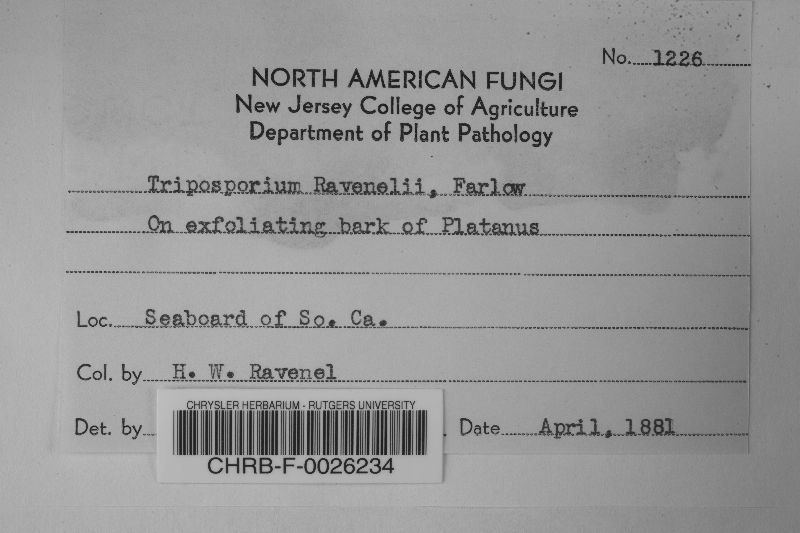 No. 1226
NORTH AMERICAN FUNGI
New Jersey College of Agriculture
Department of Plant Pathology
Triposporium Ravenelii, Farlow
On exfoliating bark of Platanus
Loc. Seaboard of So. Ca.
Col. by H. W. Ravenel
Det. by Date April, 1881
CHRYSLER HERBARIUM - RUTGERS UNIVERSITY
CHRB-F-0026234